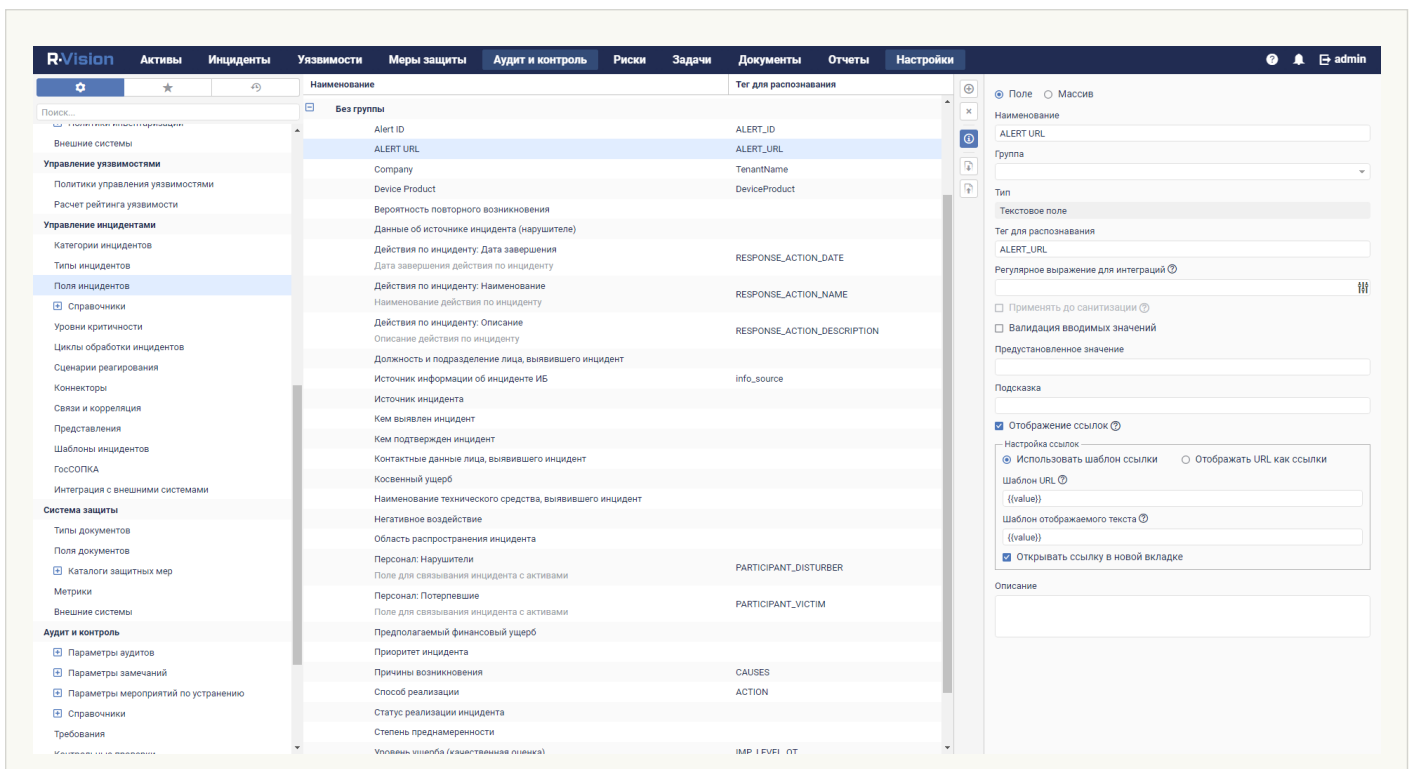 R·Vision Активы Инциденты Уязвимости Меры защиты Аудит и контроль Риски Задачи Документы Отчеты Настройки admin
Поиск...
Политики инвентаризации
Внешние системы
Управление уязвимостями
Политики управления уязвимостями
Расчет рейтинга уязвимости
Управление инцидентами
Категории инцидентов
Типы инцидентов
Поля инцидентов
Справочники
Уровни критичности
Циклы обработки инцидентов
Сценарии реагирования
Коннекторы
Связи и корреляция
Представления
Шаблоны инцидентов
ГосСОПКА
Интеграция с внешними системами
Система защиты
Типы документов
Поля документов
Каталоги защитных мер
Метрики
Внешние системы
Аудит и контроль
Параметры аудитов
Параметры замечаний
Параметры мероприятий по устранению
Справочники
Требования
Контрольные проверки
Наименование Тег для распознавания
Без группы
Alert ID ALERT_ID
ALERT URL ALERT_URL
Company TenantName
Device Product DeviceProduct
Вероятность повторного возникновения
Данные об источнике инцидента (нарушителе)
Действия по инциденту: Дата завершения
Дата завершения действия по инциденту
RESPONSE_ACTION_DATE
Действия по инциденту: Наименование
Наименование действия по инциденту
RESPONSE_ACTION_NAME
Действия по инциденту: Описание
Описание действия по инциденту
RESPONSE_ACTION_DESCRIPTION
Должность и подразделение лица, выявившего инцидент
Источник информации об инциденте ИБ info_source
Источник инцидента
Кем выявлен инцидент
Кем подтвержден инцидент
Контактные данные лица, выявившего инцидент
Косвенный ущерб
Наименование технического средства, выявившего инцидент
Негативное воздействие
Область распространения инцидента
Персонал: Нарушители
Поле для связывания инцидента с активами
PARTICIPANT_DISTURBER
Персонал: Потерпевшие
Поле для связывания инцидента с активами
PARTICIPANT_VICTIM
Предполагаемый финансовый ущерб
Приоритет инцидента
Причины возникновения CAUSES
Способ реализации ACTION
Статус реализации инцидента
Степень преднамеренности
Уровень ущерба (качественная оценка) IMP_LEVEL_QT
Поле Массив
Наименование
ALERT URL
Группа
Тип
Текстовое поле
Тег для распознавания
ALERT_URL
Регулярное выражение для интеграций
Применять до санитизации
Валидация вводимых значений
Предустановленное значение
Подсказка
Отображение ссылок
Настройка ссылок
Использовать шаблон ссылки Отображать URL как ссылки
Шаблон URL
{{value}}
Шаблон отображаемого текста
{{value}}
Открывать ссылку в новой вкладке
Описание